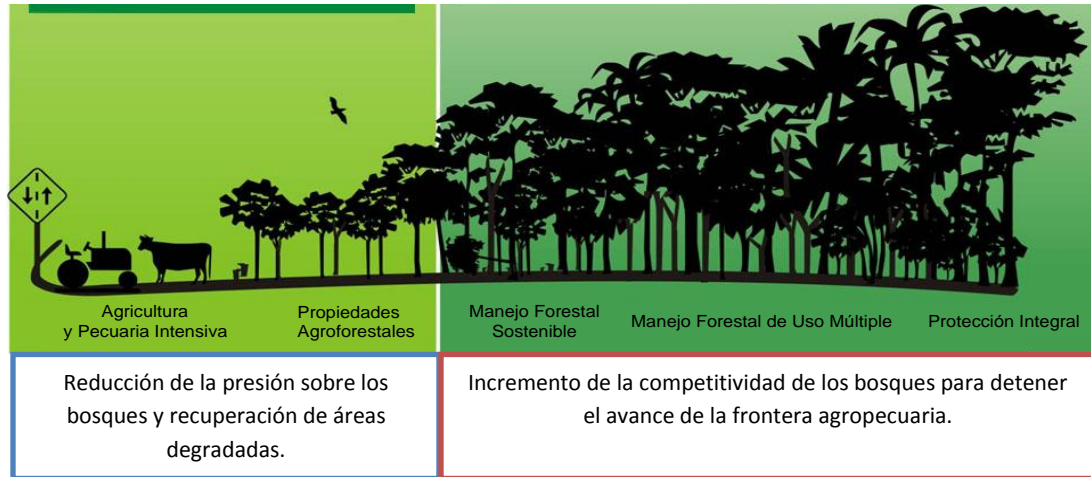 Agricultura
y Pecuaria Intensiva
Propiedades
Agroforestales
Manejo Forestal
Sostenible
Manejo Forestal de Uso Múltiple
Protección Integral
Reducción de la presión sobre los
bosques y recuperación de áreas
degradadas.
Incremento de la competitividad de los bosques para detener
el avance de la frontera agropecuaria.